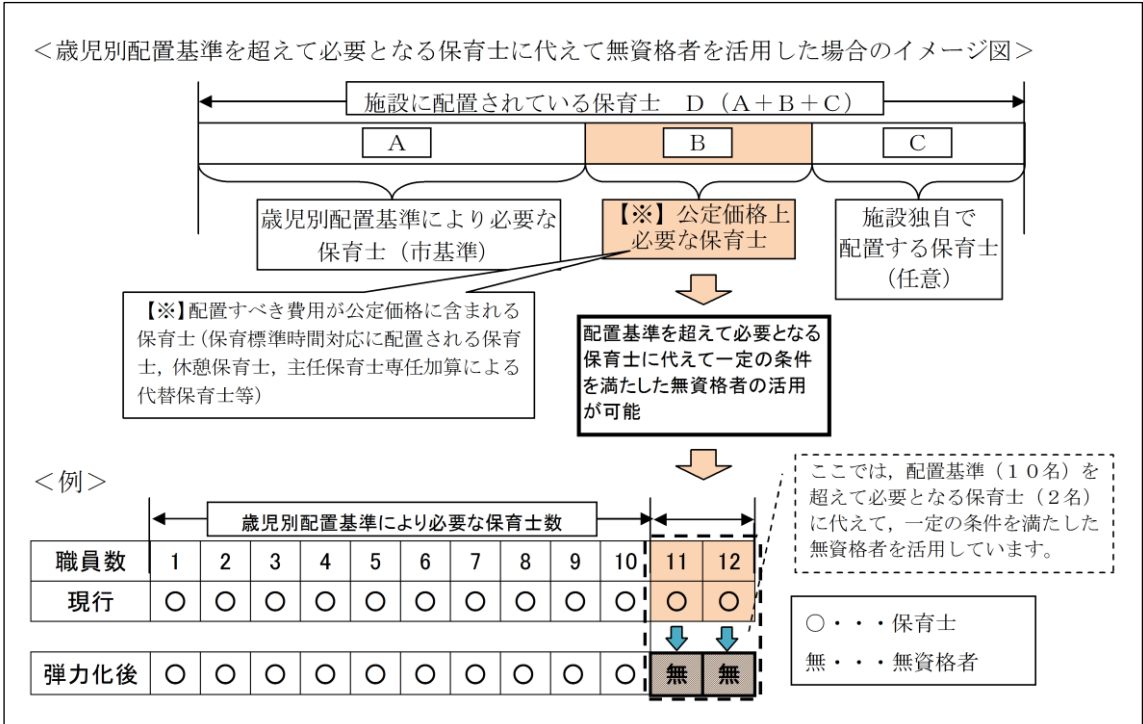 ＜歳児別配置基準を超えて必要となる保育士に代えて無資格者を活用した場合のイメージ図＞
施設に配置されている保育士　Ｄ（Ａ＋Ｂ＋Ｃ）
Ａ
Ｂ
Ｃ
歳児別配置基準により必要な
保育士（市基準）
【※】公定価格上
必要な保育士
施設独自で
配置する保育士
（任意）
【※】配置すべき費用が公定価格に含まれる
保育士（保育標準時間対応に配置される保育
士，休憩保育士，主任保育士専任加算による
代替保育士等）
配置基準を超えて必要となる
保育士に代えて一定の条件
を満たした無資格者の活用
が可能
＜例＞
ここでは，配置基準（１０名）を
超えて必要となる保育士（２名）
に代えて，一定の条件を満たした
無資格者を活用しています。
歳児別配置基準により必要な保育士数
職員数 1 2 3 4 5 6 7 8 9 10 11 12
現行 ○ ○ ○ ○ ○ ○ ○ ○ ○ ○ ○ ○
弾力化後 ○ ○ ○ ○ ○ ○ ○ ○ ○ ○ 無 無
○・・・保育士
無・・・無資格者